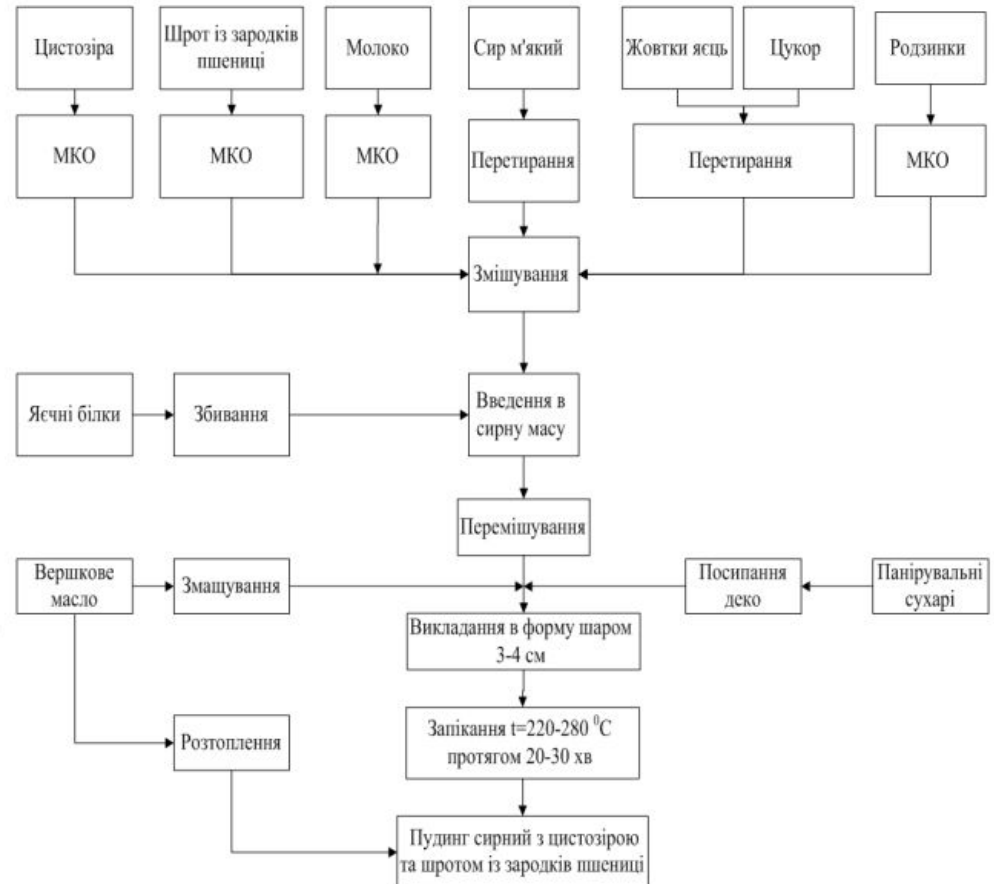 Цистозіра
Шрот із зародків
пшениці
Молоко
Сир м'який
Жовтки яєць
Цукор
Родзинки
МКО
МКО
МКО
Перетирання
Перетирання
МКО
Змішування
Яєчні білки
Збивання
Введення в
сирну масу
Перемішування
Вершкове
масло
Змащування
Посипання
деко
Панірувальні
сухарі
Викладання в форму шаром
3-4 см
Розтоплення
Запікання t=220-280 ⁰С
протягом 20-30 хв
Пудинг сирний з цистозірою
та шротом із зародків пшениці